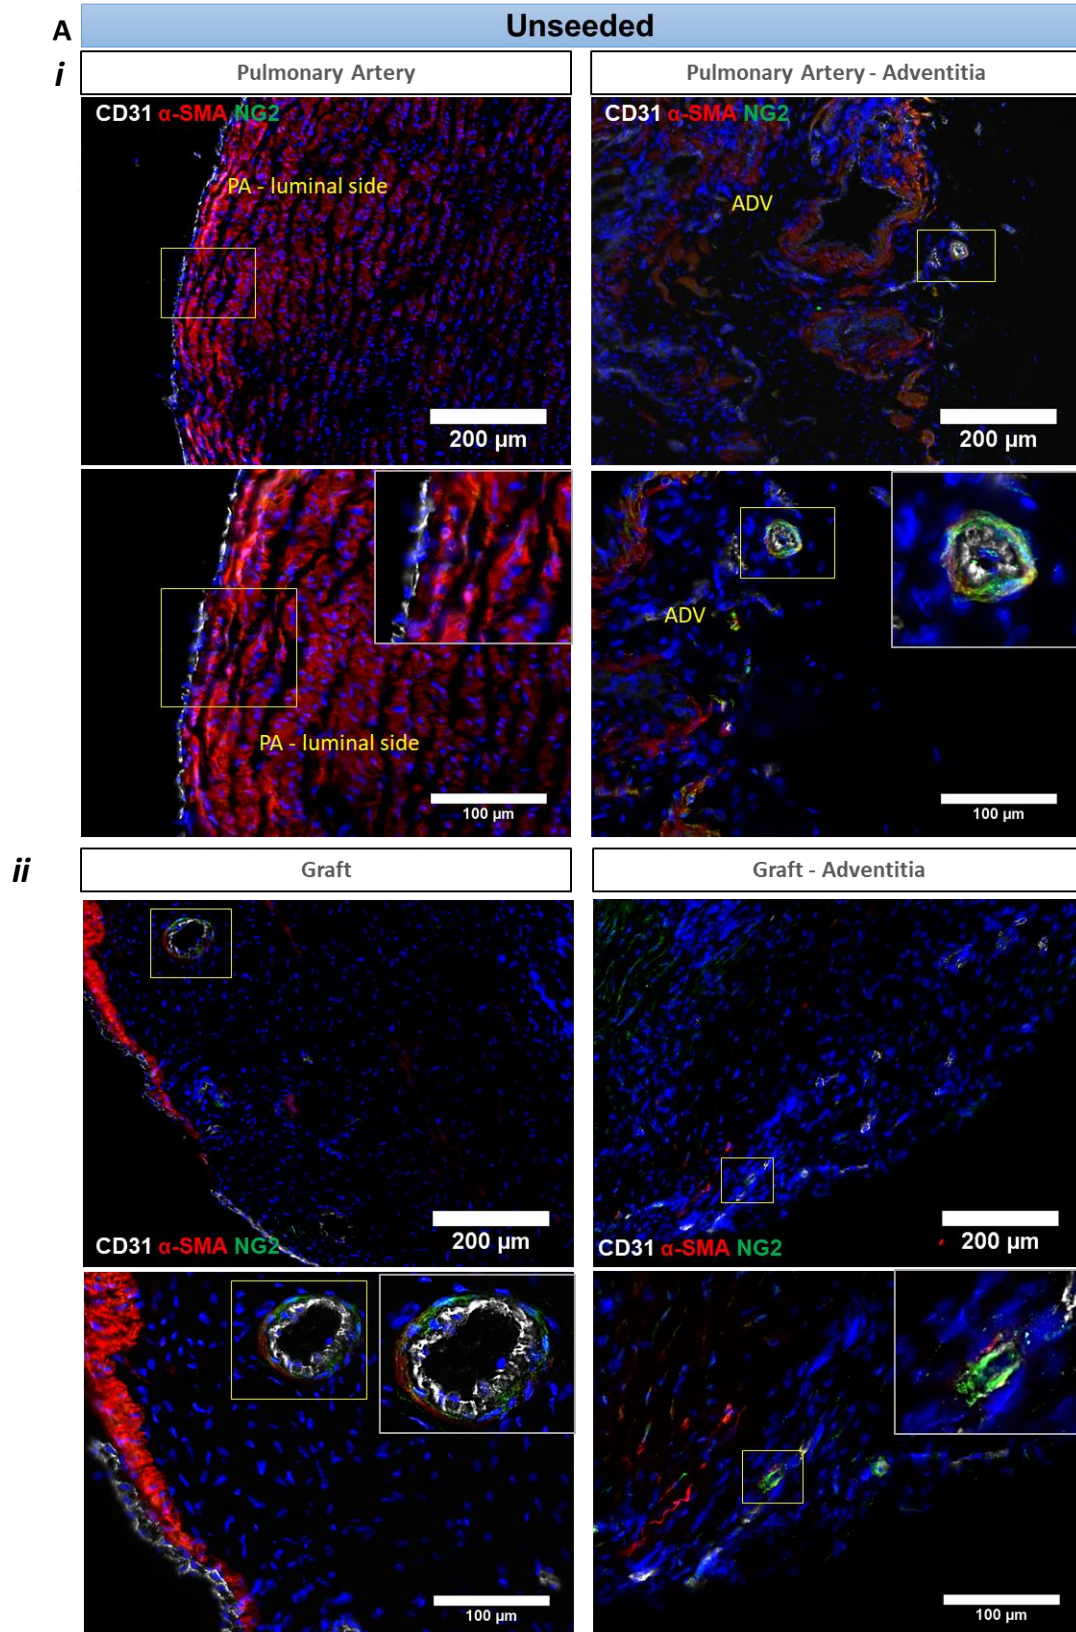 A
Unseeded
i
Pulmonary Artery
Pulmonary Artery - Adventitia
CD31 α-SMA NG2
PA - luminal side
200 µm
CD31 α-SMA NG2
ADV
200 µm
PA - luminal side
100 µm
ADV
100 µm
ii
Graft
Graft - Adventitia
CD31 α-SMA NG2
200 µm
CD31 α-SMA NG2
200 µm
100 µm
100 µm